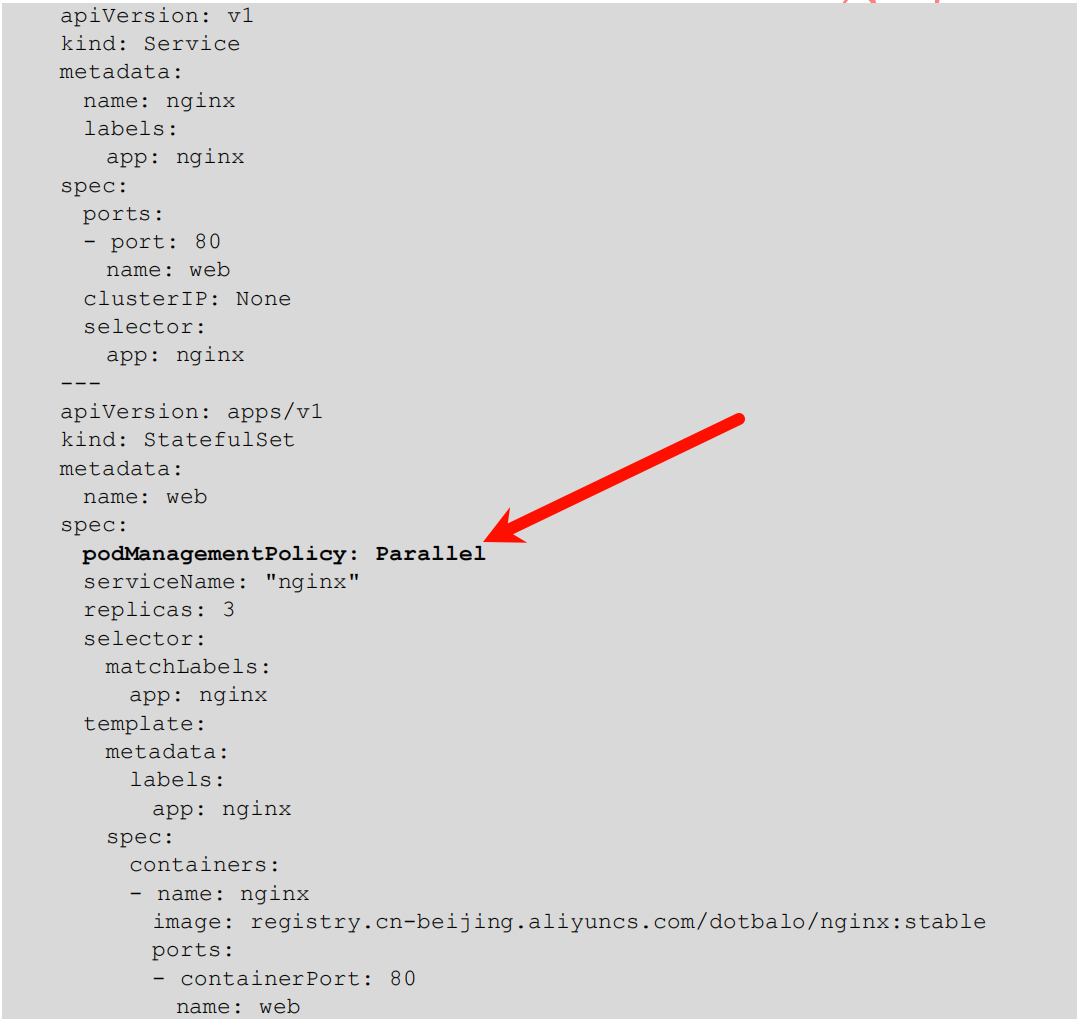 apiVersion: v1
kind: Service
metadata:
  name: nginx
  labels:
    app: nginx
spec:
  ports:
  - port: 80
    name: web
  clusterIP: None
  selector:
    app: nginx
---
apiVersion: apps/v1
kind: StatefulSet
metadata:
  name: web
spec:
  podManagementPolicy: Parallel
  serviceName: "nginx"
  replicas: 3
  selector:
    matchLabels:
      app: nginx
  template:
    metadata:
      labels:
        app: nginx
    spec:
      containers:
      - name: nginx
        image: registry.cn-beijing.aliyuncs.com/dotbalo/nginx:stable
        ports:
        - containerPort: 80
          name: web